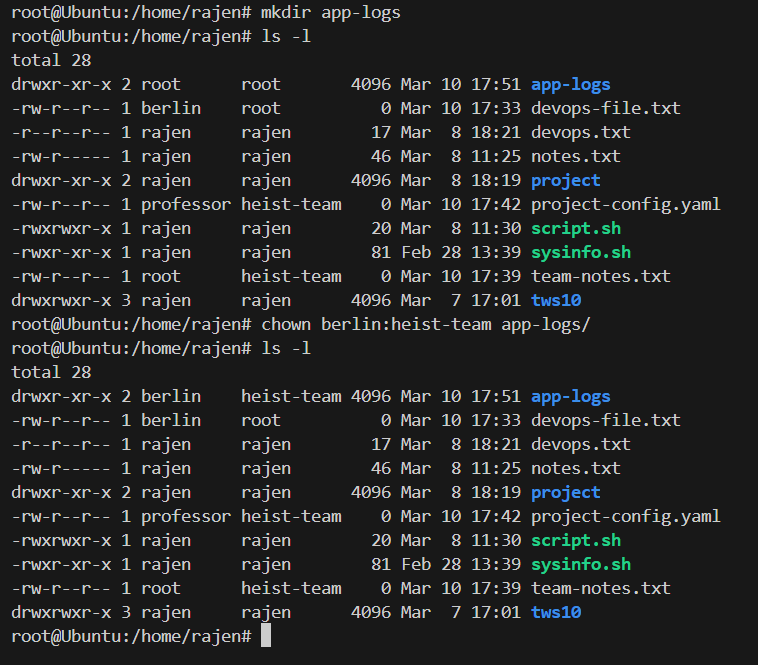 root@Ubuntu:/home/rajen# mkdir app-logs
root@Ubuntu:/home/rajen# ls -l
total 28
drwxr-xr-x 2 root      root       4096 Mar 10 17:51 app-logs
-rw-r--r-- 1 berlin    root          0 Mar 10 17:33 devops-file.txt
-r--r--r-- 1 rajen     rajen        17 Mar  8 18:21 devops.txt
-rw-r----- 1 rajen     rajen        46 Mar  8 11:25 notes.txt
drwxr-xr-x 2 rajen     rajen      4096 Mar  8 18:19 project
-rw-r--r-- 1 professor heist-team    0 Mar 10 17:42 project-config.yaml
-rwxrwxr-x 1 rajen     rajen        20 Mar  8 11:30 script.sh
-rwxr-xr-x 1 rajen     rajen        81 Feb 28 13:39 sysinfo.sh
-rw-r--r-- 1 root      heist-team    0 Mar 10 17:39 team-notes.txt
drwxrwxr-x 3 rajen     rajen      4096 Mar  7 17:01 tws10
root@Ubuntu:/home/rajen# chown berlin:heist-team app-logs/
root@Ubuntu:/home/rajen# ls -l
total 28
drwxr-xr-x 2 berlin    heist-team 4096 Mar 10 17:51 app-logs
-rw-r--r-- 1 berlin    root          0 Mar 10 17:33 devops-file.txt
-r--r--r-- 1 rajen     rajen        17 Mar  8 18:21 devops.txt
-rw-r----- 1 rajen     rajen        46 Mar  8 11:25 notes.txt
drwxr-xr-x 2 rajen     rajen      4096 Mar  8 18:19 project
-rw-r--r-- 1 professor heist-team    0 Mar 10 17:42 project-config.yaml
-rwxrwxr-x 1 rajen     rajen        20 Mar  8 11:30 script.sh
-rwxr-xr-x 1 rajen     rajen        81 Feb 28 13:39 sysinfo.sh
-rw-r--r-- 1 root      heist-team    0 Mar 10 17:39 team-notes.txt
drwxrwxr-x 3 rajen     rajen      4096 Mar  7 17:01 tws10
root@Ubuntu:/home/rajen#